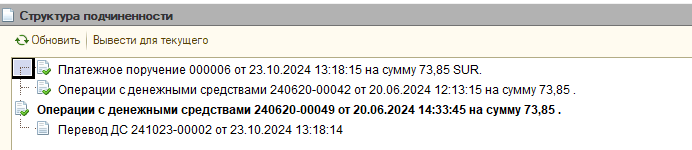 Структура подчиненности
Обновить Вывести для текущего
Платежное поручение 000006 от 23.10.2024 13:18:15 на сумму 73,85 SUR.
Операции с денежными средствами 240620-00042 от 20.06.2024 12:13:15 на сумму 73,85 .
Операции с денежными средствами 240620-00049 от 20.06.2024 14:33:45 на сумму 73,85 .
Перевод ДС 241023-00002 от 23.10.2024 13:18:14